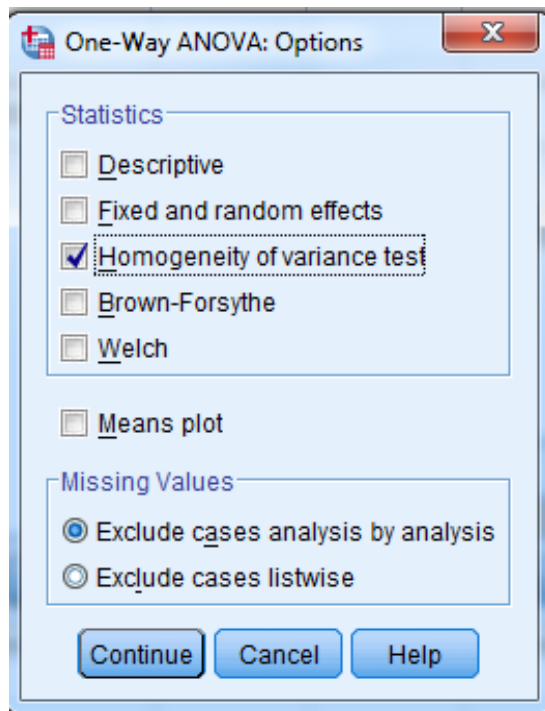 One-Way ANOVA: Options
Statistics
Descriptive
Fixed and random effects
Homogeneity of variance test
Brown-Forsythe
Welch
Means plot
Missing Values
Exclude cases analysis by analysis
Exclude cases listwise
Continue Cancel Help